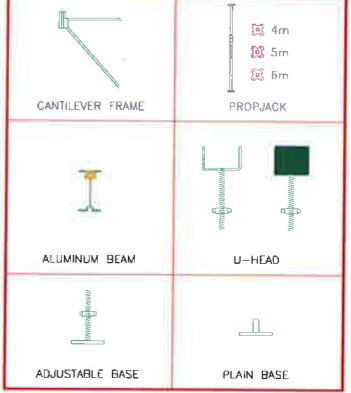 4m
5m
6m
CANTILEVER FRAME
PROPJACK
ALUMINUM BEAM
U-HEAD
ADJUSTABLE BASE
PLAIN BASE